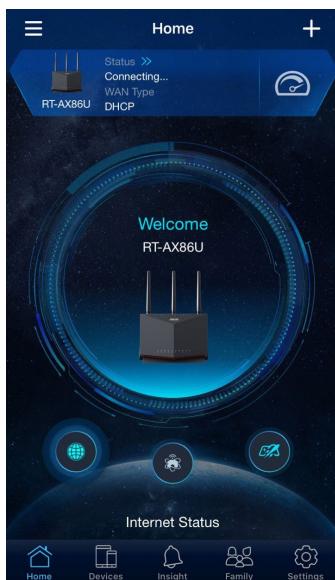 Home
Status >>
Connecting...
WAN Type
RT-AX86U
DHCP
Welcome
RT-AX86U
Internet Status
Home
Devices
Insight
Family
Settings